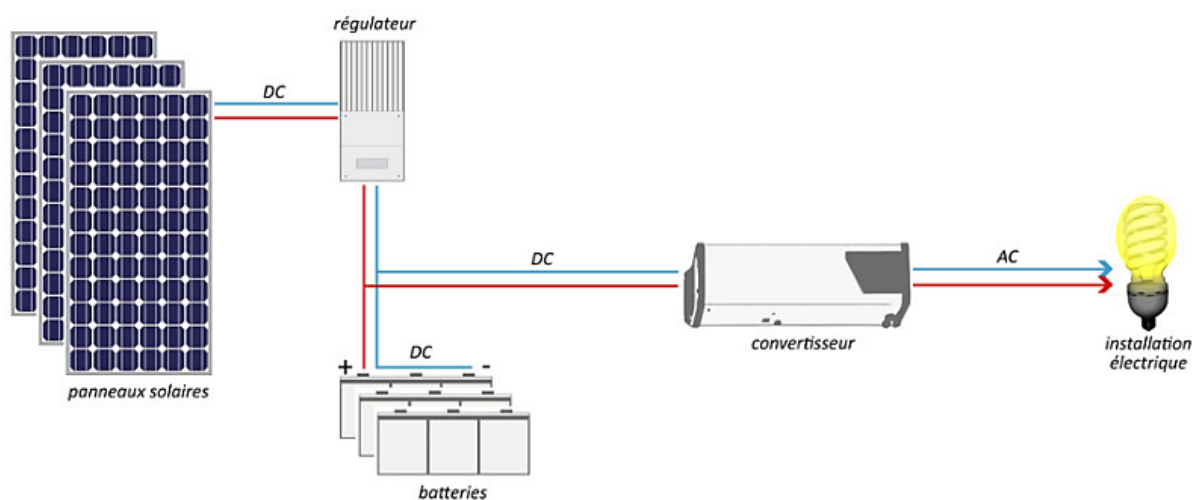 régulateur
DC
DC
AC
convertisseur
installation
électrique
+
DC
-
panneaux solaires
batteries